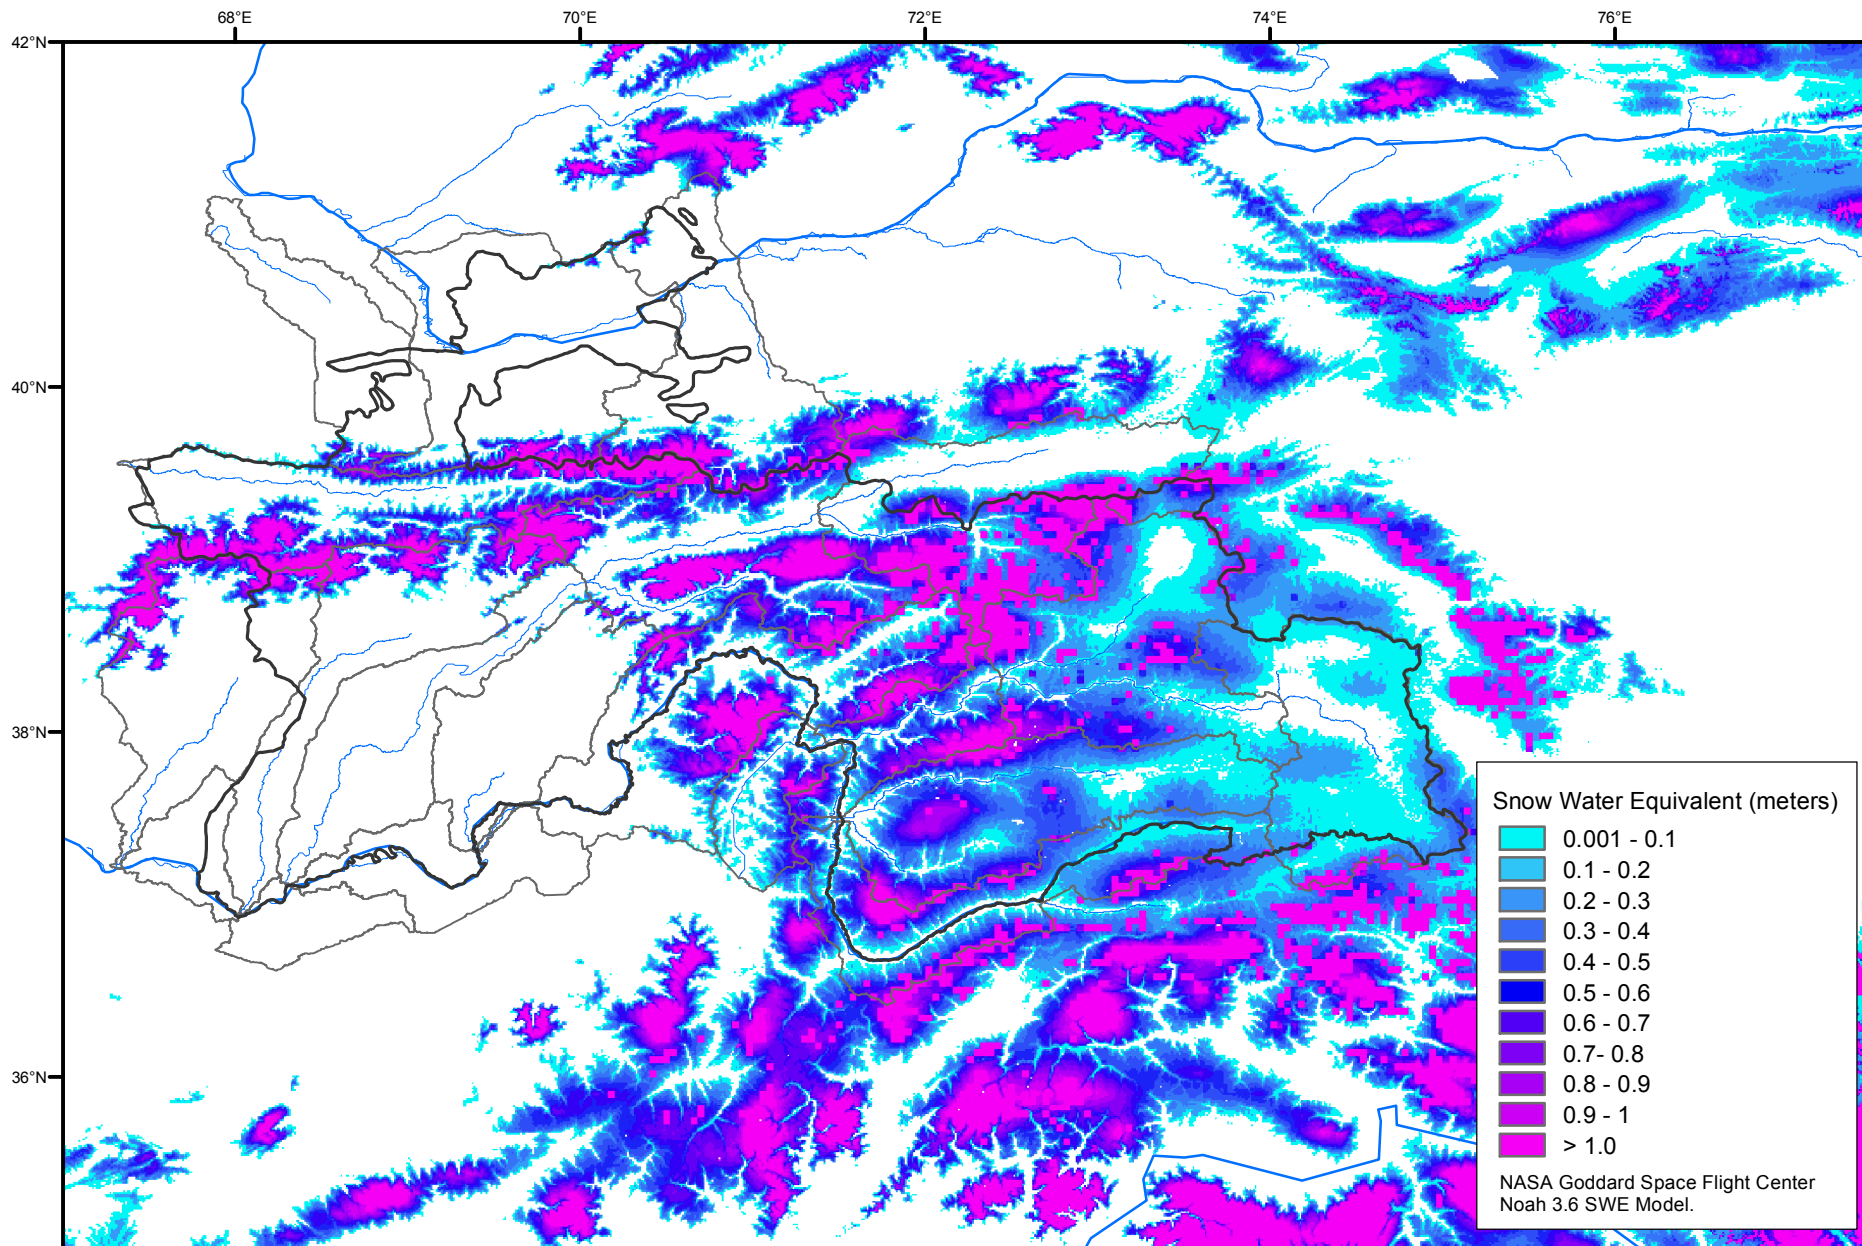 68°E
70°E
72°E
74°E
76°E
42°N
40°N
38°N
36°N
Snow Water Equivalent (meters)
0.001 - 0.1
0.1 - 0.2
0.2 - 0.3
0.3 - 0.4
0.4 - 0.5
0.5 - 0.6
0.6 - 0.7
0.7- 0.8
0.8 - 0.9
0.9 - 1
> 1.0
NASA Goddard Space Flight Center
Noah 3.6 SWE Model.